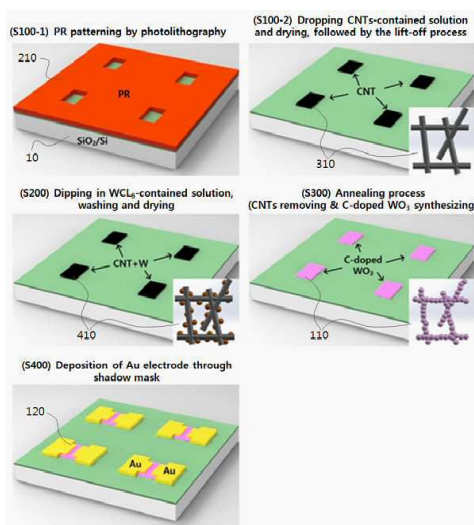 (S100-1) PR patterning by photolithography
210
PR
SiO2/Si
10
(S100-2) Dropping CNTs-contained solution
and drying, followed by the lift-off process
CNT
310
(S200) Dipping in WCL6-contained solution,
washing and drying
CNT+W
410
(S300) Annealing process
(CNTs removing & C-doped WO3 synthesizing)
C-doped
WO3
110
(S400) Deposition of Au electrode through
shadow mask
120
Au Au